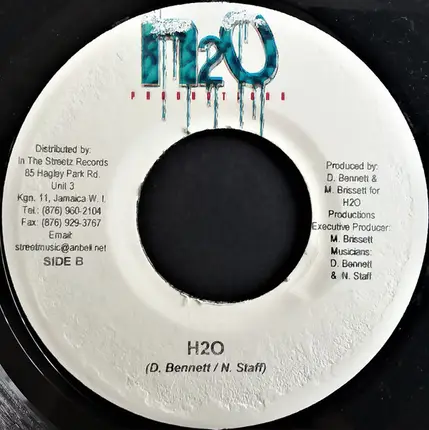 H2O
PRODUCTIONS
Distributed by:
In The Streetz Records
85 Hagley Park Rd.
Unit 3
Kgn. 11, Jamaica W. I.
Tel.: (876) 960-2104
Fax: (876) 929-3767
Email:
streetmusic@anbell.net
SIDE B
Produced by:
D. Bennett &
M. Brissett for
H2O
Productions
Executive Producer:
M. Brissett
Musicians:
D. Bennett
& N. Staff
H2O
(D. Bennett / N. Staff)